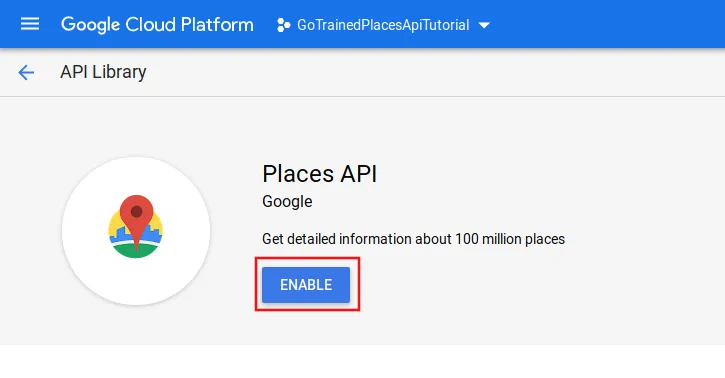 Google Cloud Platform GoTrainedPlacesApiTutorial
API Library
Places API
Google
Get detailed information about 100 million places
ENABLE